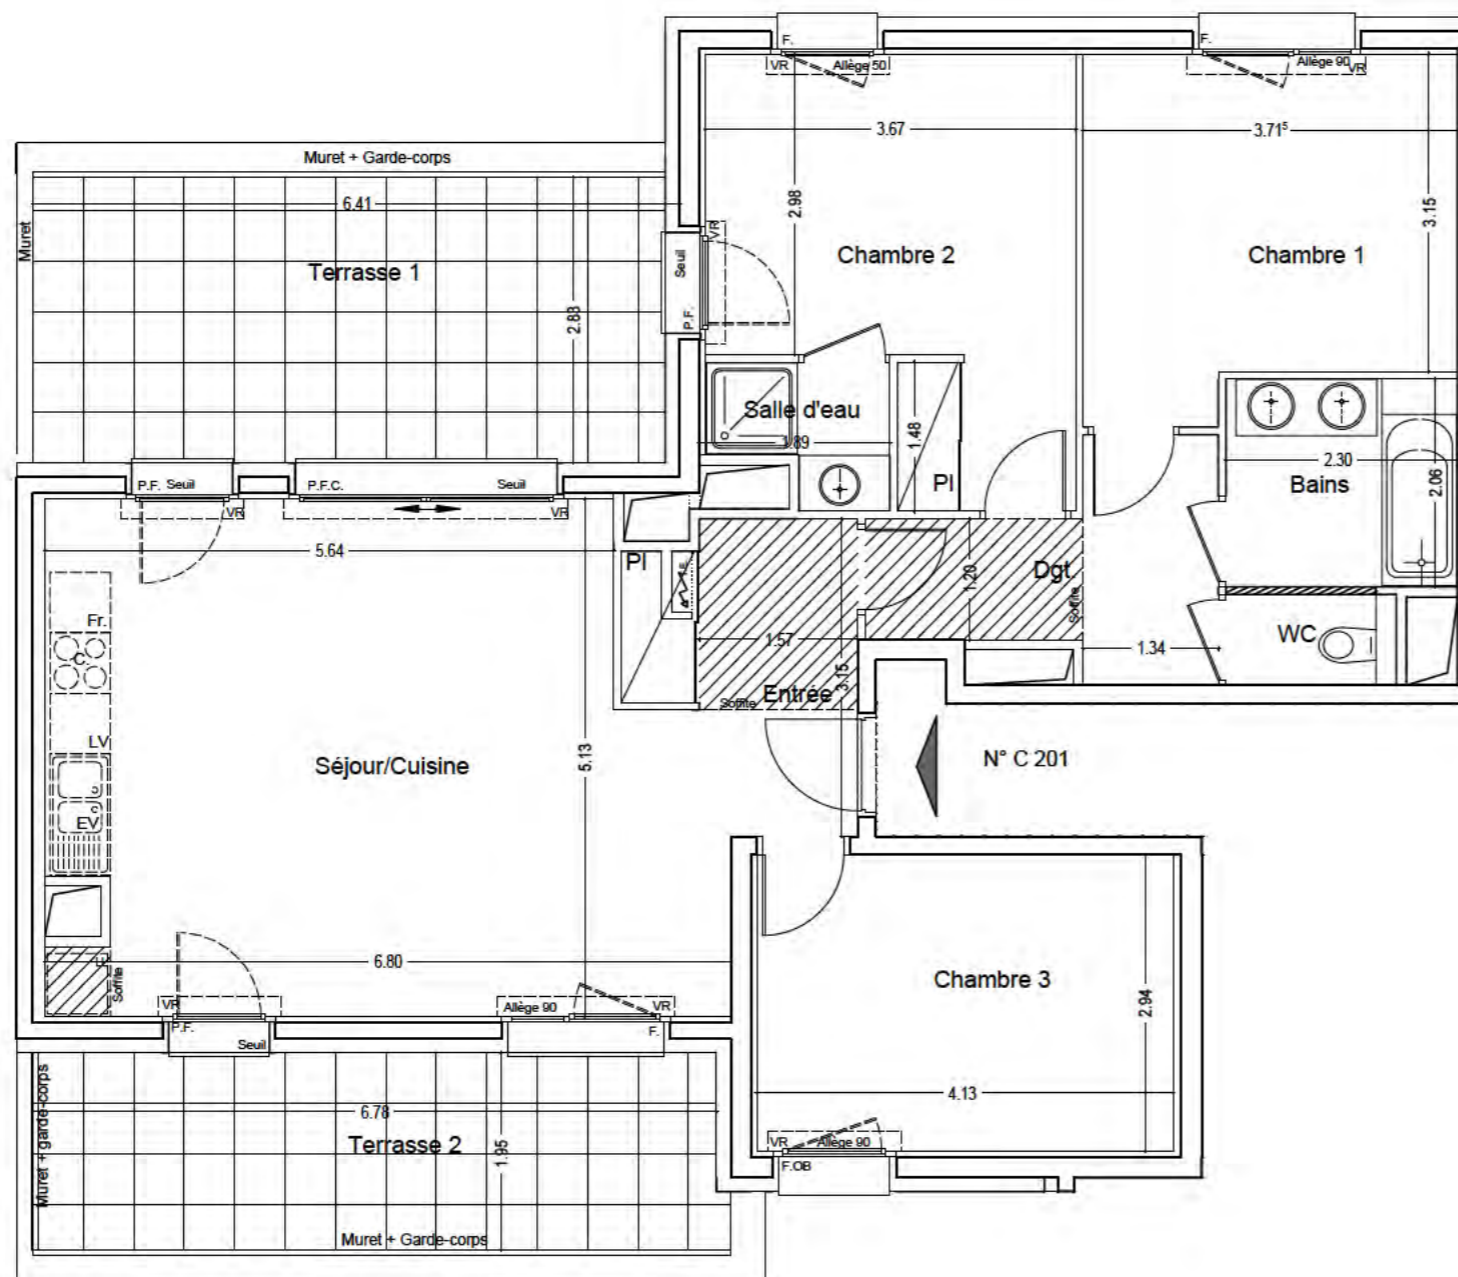 F.
VR
Allège 50
F.
Allège 90
VR
3.67
3.71⁵
Muret + Garde-corps
6.41
Muret
2.98
3.15
Terrasse 1
2.83
Seuil
P.F.
VR
Chambre 2
Chambre 1
Salle d'eau
1.89
1.48
Pl
2.30
Bains
2.06
P.F.
Seuil
VR
P.F.C.
Seuil
VR
5.64
Pl
Dgt.
1.20
Soffite
Fr.
C
1.57
WC
1.34
3.15
Entrée
Soffite
LV
EV
Séjour/Cuisine
5.13
N° C 201
6.80
Soffite
Chambre 3
2.94
VR
P.F.
Seuil
Allège 90
VR
F.
4.13
Muret + garde-corps
6.78
Terrasse 2
1.95
VR
Allège 90
F.OB
Muret + Garde-corps